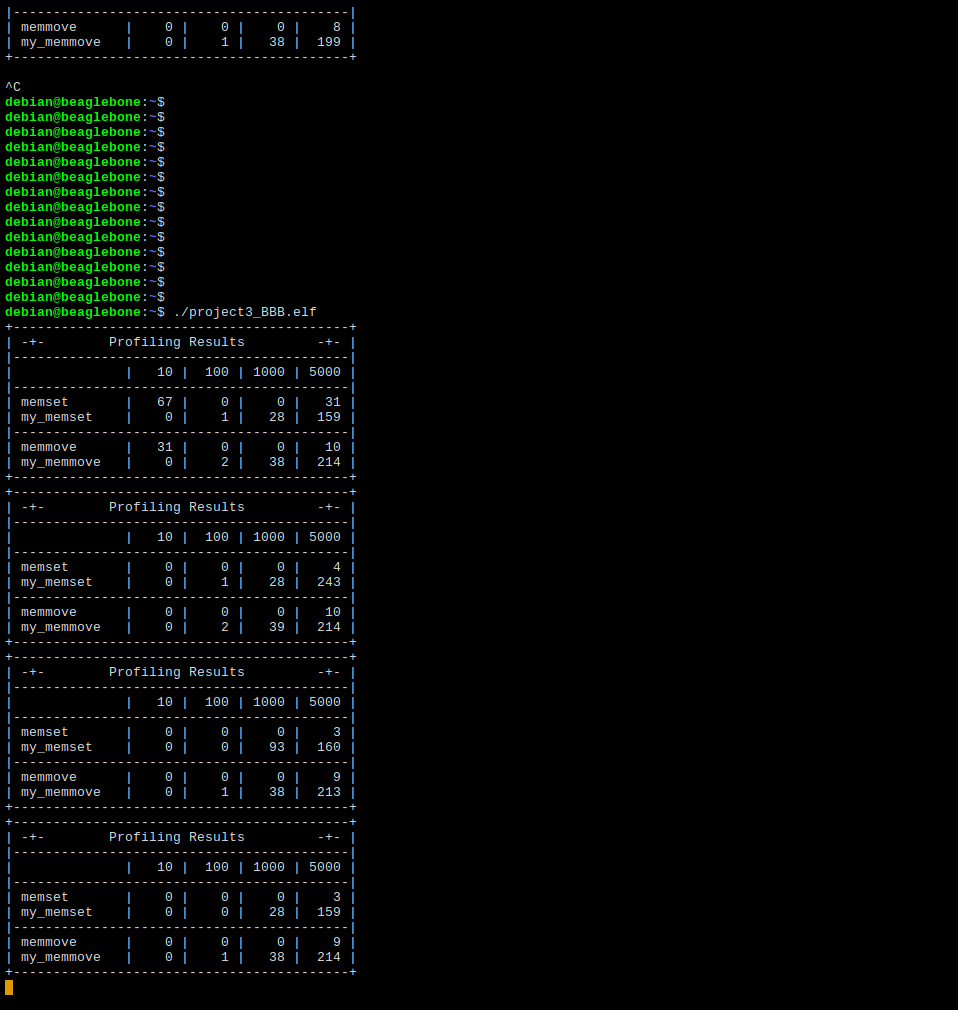 |------------------------------------------|
| memmove      |    0 |    0 |    0 |    8 |
| my_memmove   |    0 |    1 |   38 |  199 |
+------------------------------------------+

^C
debian@beaglebone:~$
debian@beaglebone:~$
debian@beaglebone:~$
debian@beaglebone:~$
debian@beaglebone:~$
debian@beaglebone:~$
debian@beaglebone:~$
debian@beaglebone:~$
debian@beaglebone:~$
debian@beaglebone:~$
debian@beaglebone:~$
debian@beaglebone:~$
debian@beaglebone:~$
debian@beaglebone:~$
debian@beaglebone:~$ ./project3_BBB.elf
+------------------------------------------+
| -+-        Profiling Results         -+- |
|------------------------------------------|
|              |   10 |  100 | 1000 | 5000 |
|------------------------------------------|
| memset       |   67 |    0 |    0 |   31 |
| my_memset    |    0 |    1 |   28 |  159 |
|------------------------------------------|
| memmove      |   31 |    0 |    0 |   10 |
| my_memmove   |    0 |    2 |   38 |  214 |
+------------------------------------------+
+------------------------------------------+
| -+-        Profiling Results         -+- |
|------------------------------------------|
|              |   10 |  100 | 1000 | 5000 |
|------------------------------------------|
| memset       |    0 |    0 |    0 |    4 |
| my_memset    |    0 |    1 |   28 |  243 |
|------------------------------------------|
| memmove      |    0 |    0 |    0 |   10 |
| my_memmove   |    0 |    2 |   39 |  214 |
+------------------------------------------+
+------------------------------------------+
| -+-        Profiling Results         -+- |
|------------------------------------------|
|              |   10 |  100 | 1000 | 5000 |
|------------------------------------------|
| memset       |    0 |    0 |    0 |    3 |
| my_memset    |    0 |    0 |   93 |  160 |
|------------------------------------------|
| memmove      |    0 |    0 |    0 |    9 |
| my_memmove   |    0 |    1 |   38 |  213 |
+------------------------------------------+
+------------------------------------------+
| -+-        Profiling Results         -+- |
|------------------------------------------|
|              |   10 |  100 | 1000 | 5000 |
|------------------------------------------|
| memset       |    0 |    0 |    0 |    3 |
| my_memset    |    0 |    0 |   28 |  159 |
|------------------------------------------|
| memmove      |    0 |    0 |    0 |    9 |
| my_memmove   |    0 |    1 |   38 |  214 |
+------------------------------------------+